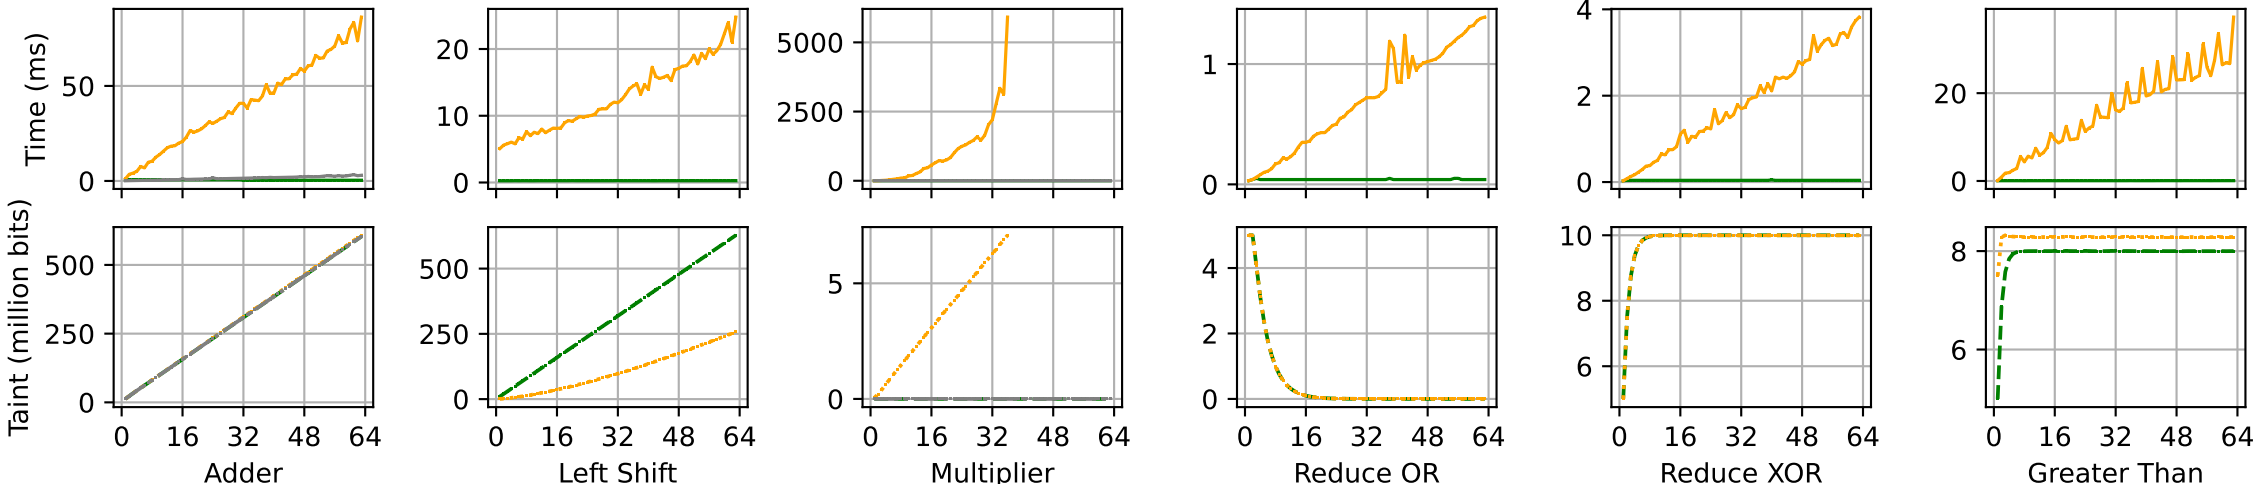 Time (ms)
50
0
20
10
0
5000
2500
0
1
0
4
2
0
20
0
Taint (million bits)
500
250
0
500
250
0
5
0
4
2
0
10
8
6
8
6
0 16 32 48 64
0 16 32 48 64
0 16 32 48 64
0 16 32 48 64
0 16 32 48 64
0 16 32 48 64
Adder
Left Shift
Multiplier
Reduce OR
Reduce XOR
Greater Than